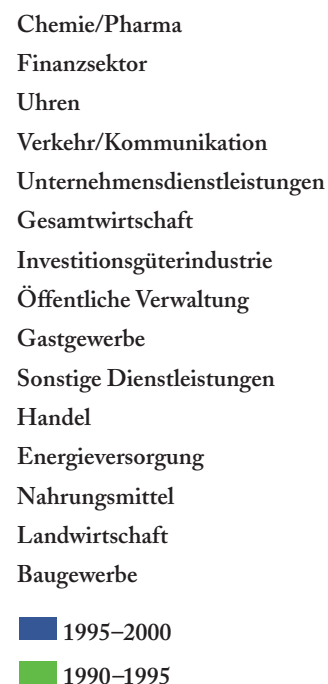 Chemie/Pharma
Finanzsektor
Uhren
Verkehr/Kommunikation
Unternehmensdienstleistungen
Gesamtwirtschaft
Investitionsgüterindustrie
Öffentliche Verwaltung
Gastgewerbe
Sonstige Dienstleistungen
Handel
Energieversorgung
Nahrungsmittel
Landwirtschaft
Baugewerbe
1995–2000
1990–1995